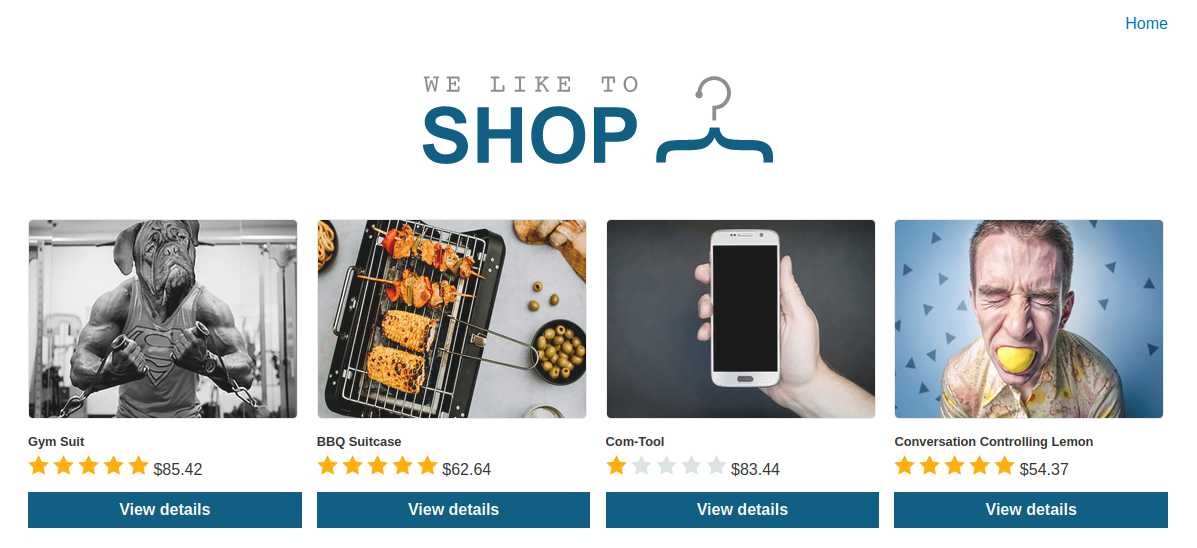 Home
WE LIKE TO
SHOP
Gym Suit
BBQ Suitcase
Com-Tool
Conversation Controlling Lemon
$85.42
$62.64
$83.44
$54.37
View details
View details
View details
View details